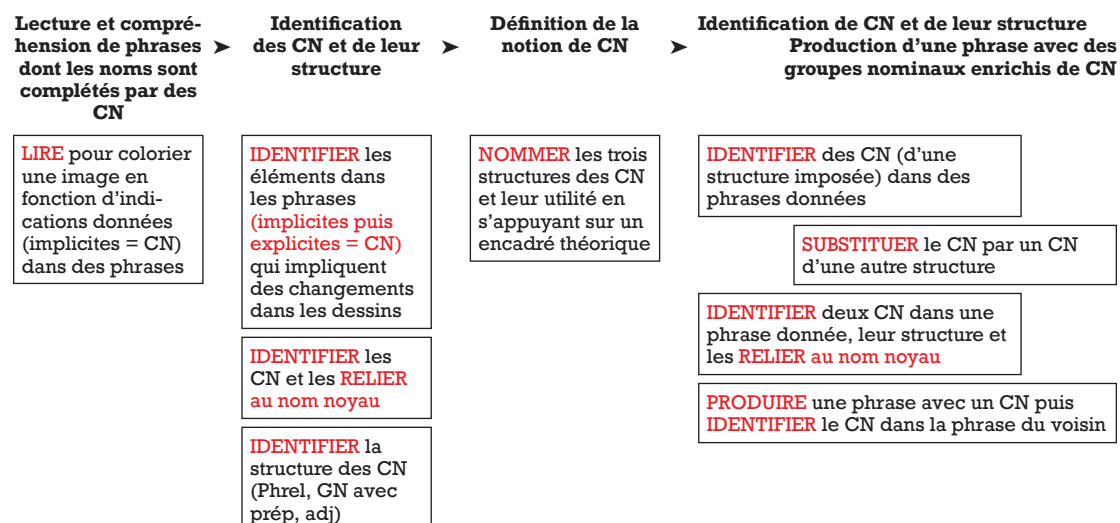 Lecture et compré-
hension de phrases
dont les noms sont
complétés par des
CN
➤
Identification
des CN et de leur
structure
➤
Définition de la
notion de CN
➤
Identification de CN et de leur structure
Production d'une phrase avec des
groupes nominaux enrichis de CN
LIRE pour colorier
une image en
fonction d'indi-
cations données
(implicites = CN)
dans des phrases
IDENTIFIER les
éléments dans
les phrases
(implicites puis
explicites = CN)
qui impliquent
des changements
dans les dessins
IDENTIFIER les
CN et les RELIER
au nom noyau
IDENTIFIER la
structure des CN
(Phrel, GN avec
prép, adj)
NOMMER les trois
structures des CN
et leur utilité en
s'appuyant sur un
encadré théorique
IDENTIFIER des CN (d'une
structure imposée) dans des
phrases données
SUBSTITUER le CN par un CN
d'une autre structure
IDENTIFIER deux CN dans une
phrase donnée, leur structure et
les RELIER au nom noyau
PRODUIRE une phrase avec un CN puis
IDENTIFIER le CN dans la phrase du voisin